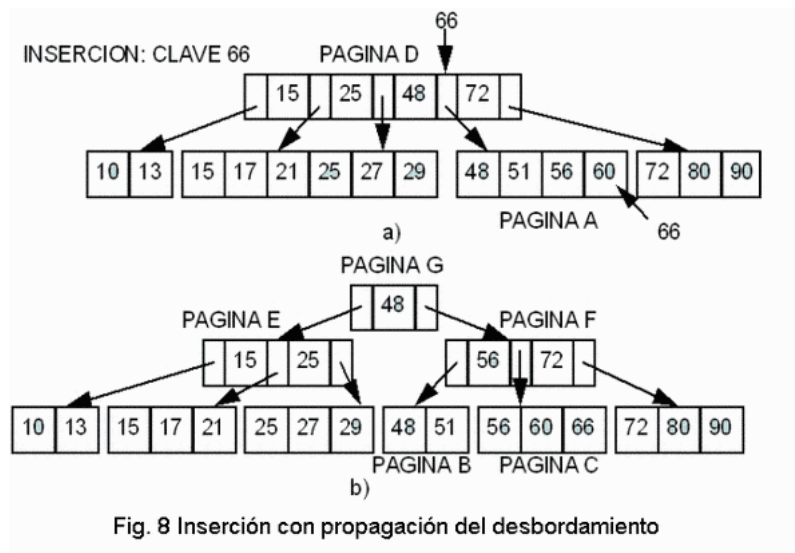 66
INSERCION: CLAVE 66 PAGINA D
15 25 48 72
10 13 15 17 21 25 27 29 48 51 56 60 72 80 90
PAGINA A
a) 66
PAGINA G
48
PAGINA E PAGINA F
15 25 56 72
10 13 15 17 21 25 27 29 48 51 56 60 66 72 80 90
PAGINA B PAGINA C
b)
Fig. 8 Inserción con propagación del desbordamiento